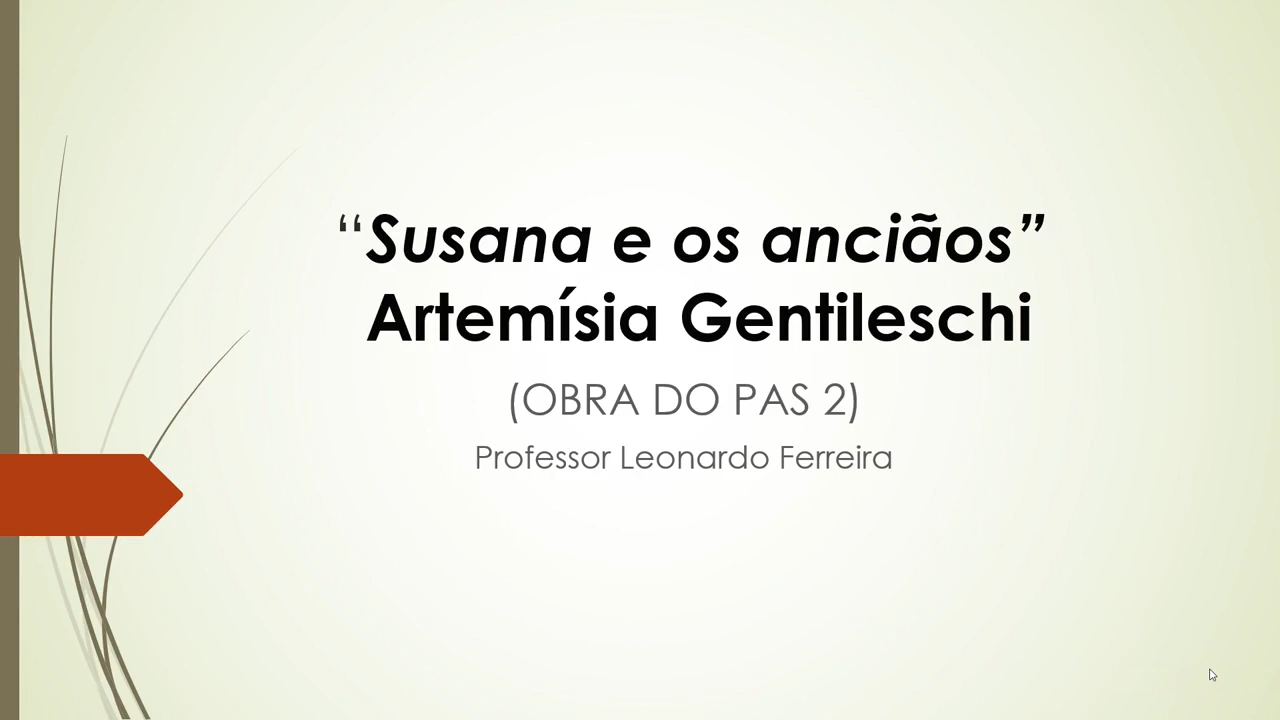 “Susana e os anciãos”
Artemísia Gentileschi
(OBRA DO PAS 2)
Professor Leonardo Ferreira